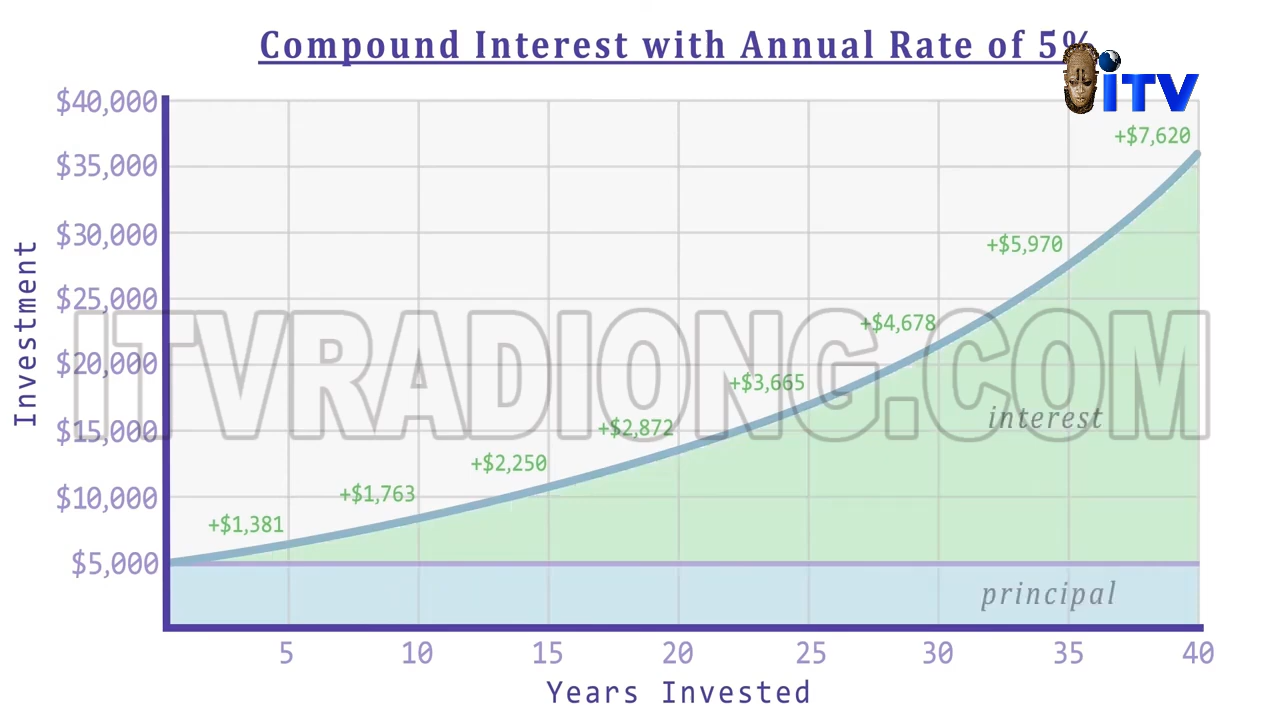 Compound Interest with Annual Rate of 5%
iTV
$40,000
+$7,620
$35,000
$30,000
+$5,970
$25,000
+$4,678
$20,000
+$3,665
$15,000
+$2,872
+$2,250
$10,000
+$1,763
+$1,381
$5,000
Investment
ITVRADIONG.COM
interest
principal
5 10 15 20 25 30 35 40
Years Invested